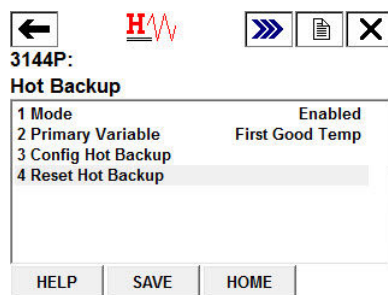 H
3144P:
Hot Backup
1 Mode Enabled
2 Primary Variable First Good Temp
3 Config Hot Backup
4 Reset Hot Backup
HELP SAVE HOME